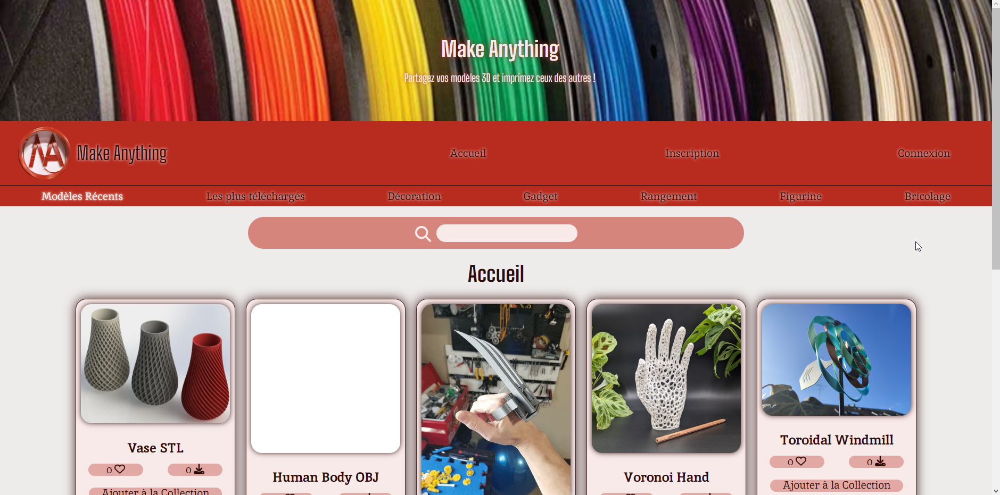 Make Anything
Partagez vos modèles 3D et imprimez ceux des autres !
MA
Make Anything
Accueil
Inscription
Connexion
Modèles Récents
Les plus téléchargés
Décoration
Gadget
Rangement
Figurine
Bricolage
Accueil
Vase STL
0
0
Ajouter à la Collection
Human Body OBJ
Voronoi Hand
Toroidal Windmill
0
0
Ajouter à la Collection